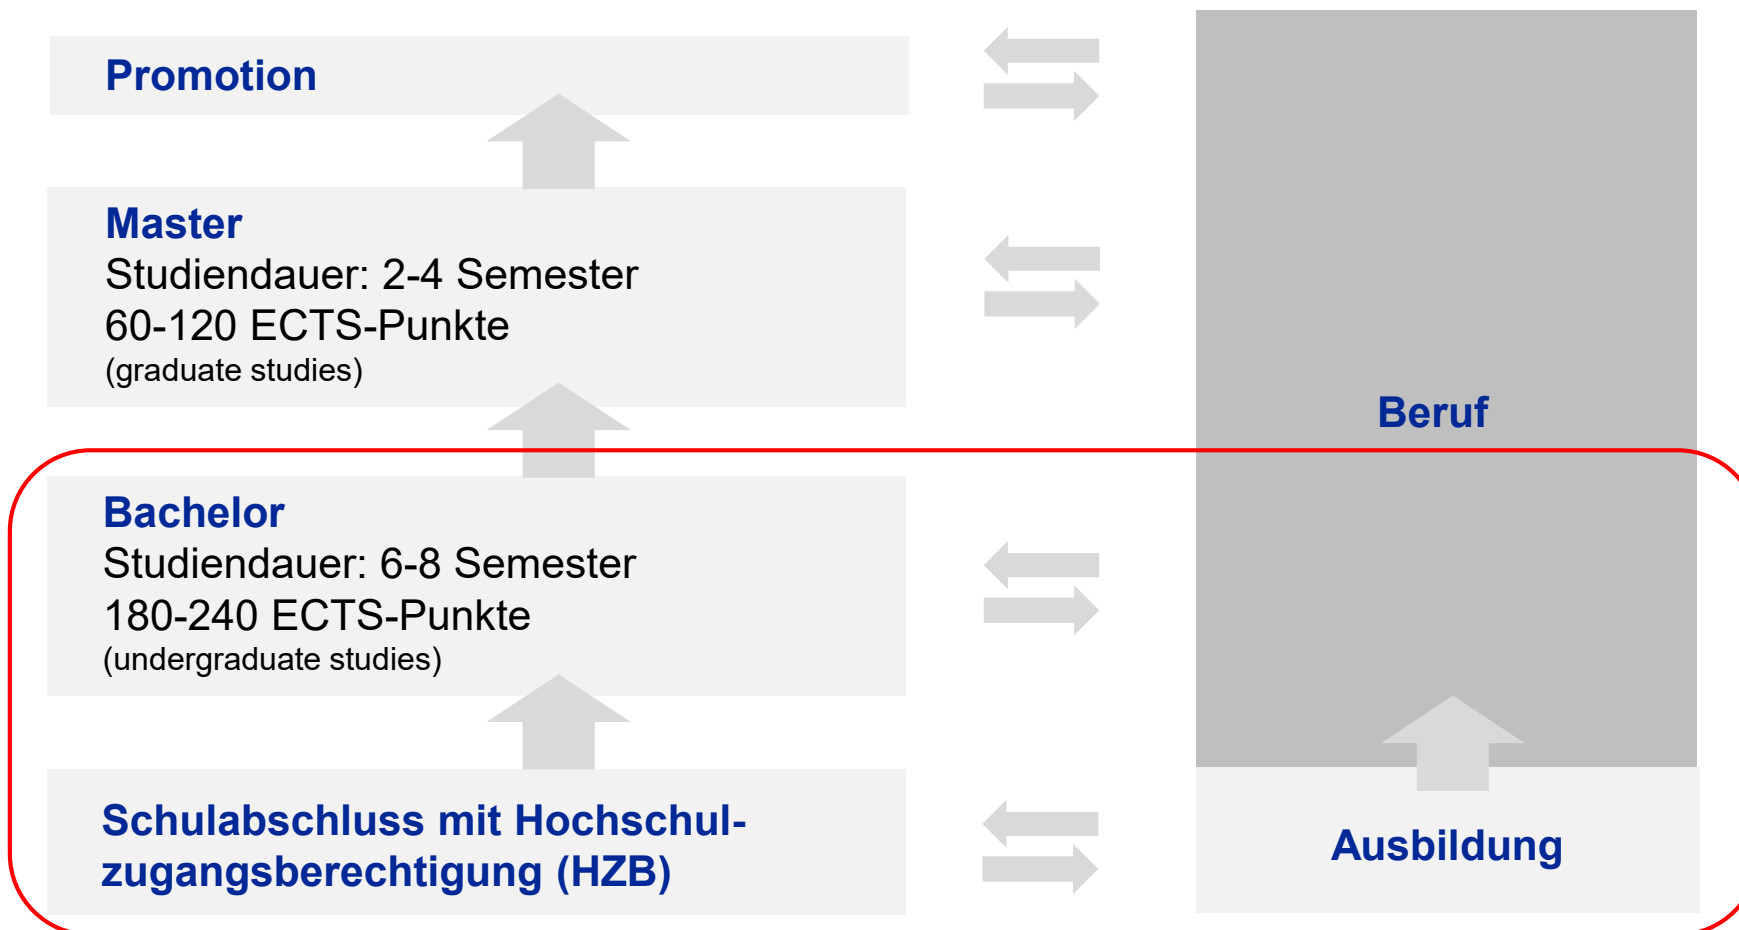 Promotion
Master
Studiendauer: 2-4 Semester
60-120 ECTS-Punkte
(graduate studies)
Beruf
Bachelor
Studiendauer: 6-8 Semester
180-240 ECTS-Punkte
(undergraduate studies)
Schulabschluss mit Hochschul-
zugangsberechtigung (HZB)
Ausbildung